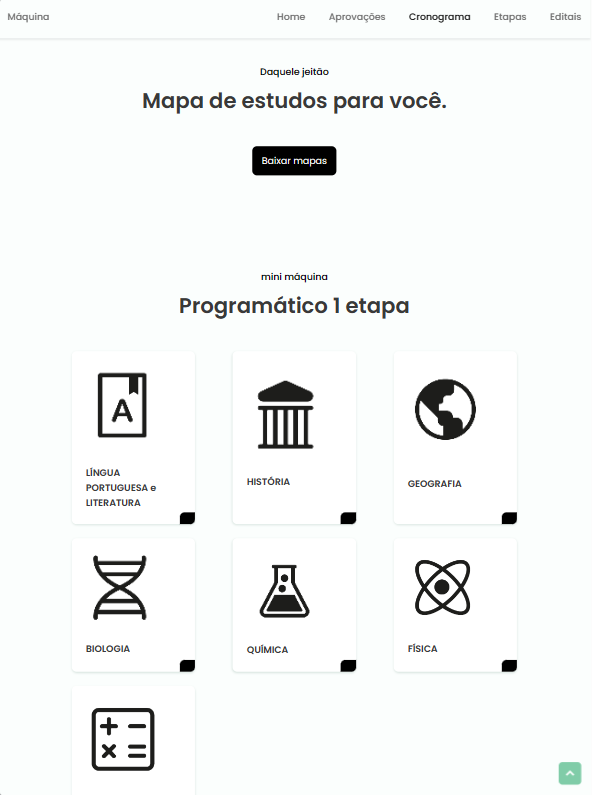 Máquina
Home Aprovações Cronograma Etapas Editais
Daquele jeitão
Mapa de estudos para você.
Baixar mapas
mini máquina
Programático 1 etapa
A
LÍNGUA
PORTUGUESA e
LITERATURA
HISTÓRIA
GEOGRAFIA
BIOLOGIA
QUÍMICA
FÍSICA